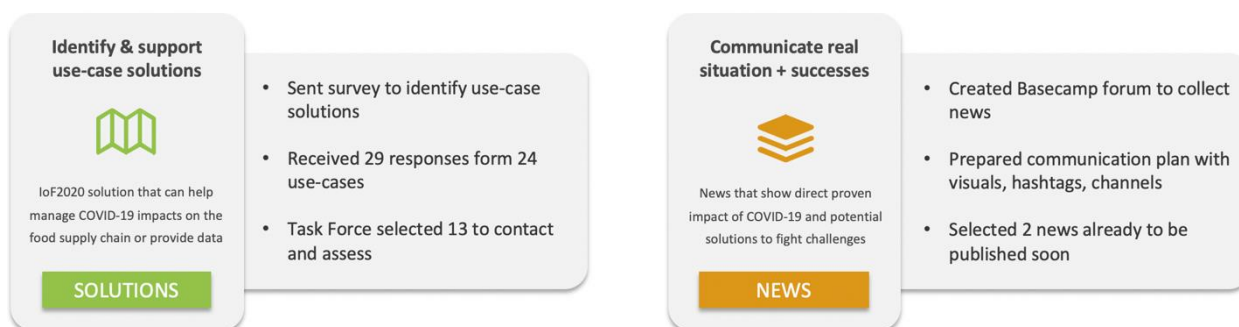 Identify & support
use-case solutions
IoF2020 solution that can help
manage COVID-19 impacts on the
food supply chain or provide data
SOLUTIONS
• Sent survey to identify use-case
solutions
• Received 29 responses form 24
use-cases
• Task Force selected 13 to contact
and assess
Communicate real
situation + successes
News that show direct proven
impact of COVID-19 and potential
solutions to fight challenges
NEWS
• Created Basecamp forum to collect
news
• Prepared communication plan with
visuals, hashtags, channels
• Selected 2 news already to be
published soon